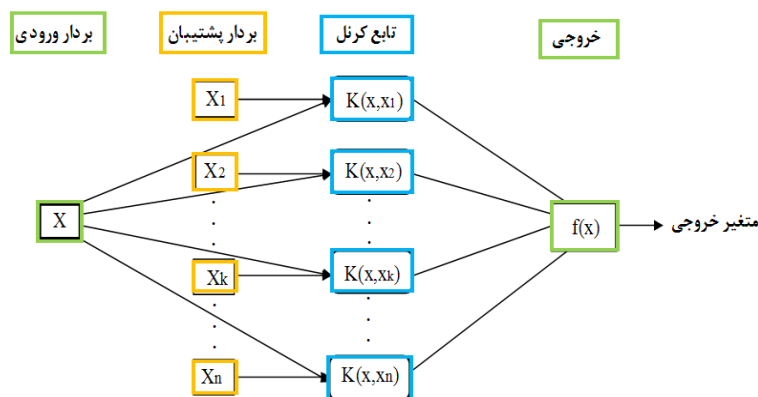 بردار ورودی
بردار پشتیبان
تابع کرنل
خروجی
X1
K(x,x1)
X2
K(x,x2)
X
f(x)
متغیر خروجی
Xk
K(x,xk)
Xn
K(x,xn)